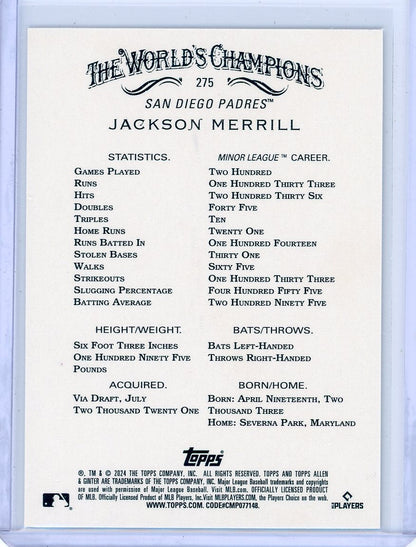 THE WORLD'S CHAMPIONS
275
SAN DIEGO PADRES™
JACKSON MERRILL
STATISTICS. MINOR LEAGUE™ CAREER.
GAMES PLAYED TWO HUNDRED
RUNS ONE HUNDRED THIRTY THREE
HITS TWO HUNDRED THIRTY SIX
DOUBLES FORTY FIVE
TRIPLES TEN
HOME RUNS TWENTY ONE
RUNS BATTED IN ONE HUNDRED FOURTEEN
STOLEN BASES THIRTY ONE
WALKS SIXTY FIVE
STRIKEOUTS ONE HUNDRED THIRTY THREE
SLUGGING PERCENTAGE FOUR HUNDRED FIFTY FIVE
BATTING AVERAGE TWO HUNDRED NINETY FIVE
HEIGHT/WEIGHT. BATS/THROWS.
SIX FOOT THREE INCHES BATS LEFT-HANDED
ONE HUNDRED NINETY FIVE THROWS RIGHT-HANDED
POUNDS
ACQUIRED. BORN/HOME.
VIA DRAFT, JULY BORN: APRIL NINETEENTH, TWO
TWO THOUSAND TWENTY ONE THOUSAND THREE
HOME: SEVERNA PARK, MARYLAND
Topps
®, ™ & © 2024 THE TOPPS COMPANY, INC. ALL RIGHTS RESERVED. TOPPS AND TOPPS ALLEN
& GINTER ARE TRADEMARKS OF THE TOPPS COMPANY, INC. Major League Baseball trademarks and copyrights
are used with permission of Major League Baseball. Visit MLB.com. OFFICIALLY LICENSED PRODUCT
OF MLB. Officially Licensed Product of MLB Players, Inc. Visit MLBPLAYERS.COM, the Players Choice on the web.
WWW.TOPPS.COM. CODE#CMP077148.
PLAYERS